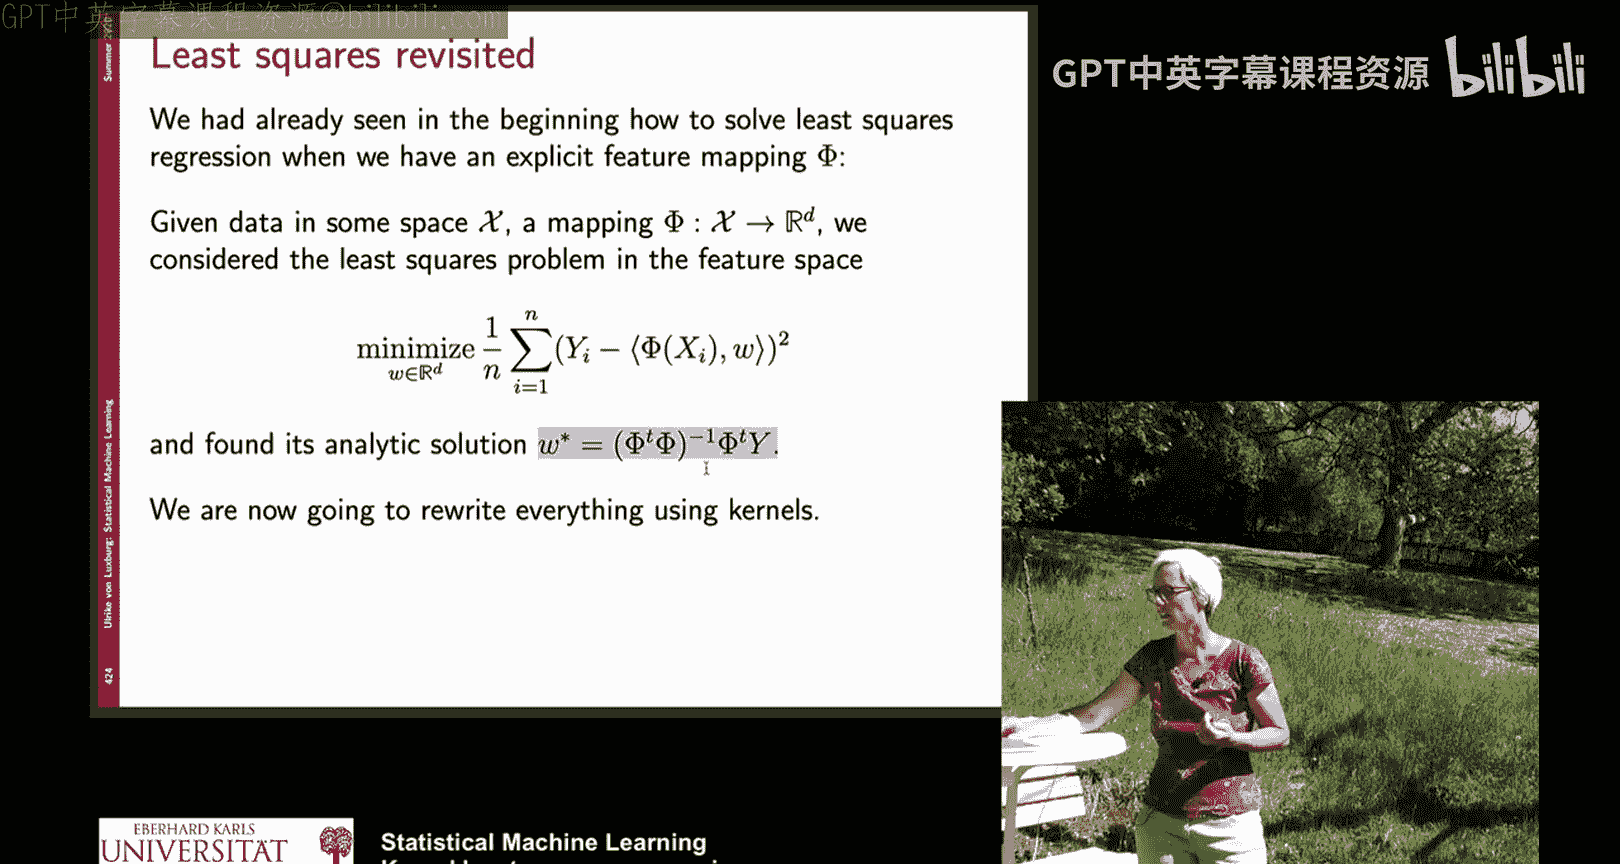 GPT中英字幕课程资源@bilibili.com
GPT中英字幕课程资源 bilibili
Least squares revisited
We had already seen in the beginning how to solve least squares
regression when we have an explicit feature mapping Φ:
Given data in some space 𝒳, a mapping Φ : 𝒳 → ℝᵈ, we
considered the least squares problem in the feature space
minimize_{w∈ℝᵈ} 1/n ∑_{i=1}^{n} (Y_i − ⟨Φ(X_i), w⟩)²
and found its analytic solution w* = (ΦᵗΦ)⁻¹ΦᵗY.
We are now going to rewrite everything using kernels.
Summer
Ulrike von Luxburg: Statistical Machine Learning
424
EBERHARD KARLS
UNIVERSITÄT
Statistical Machine Learning